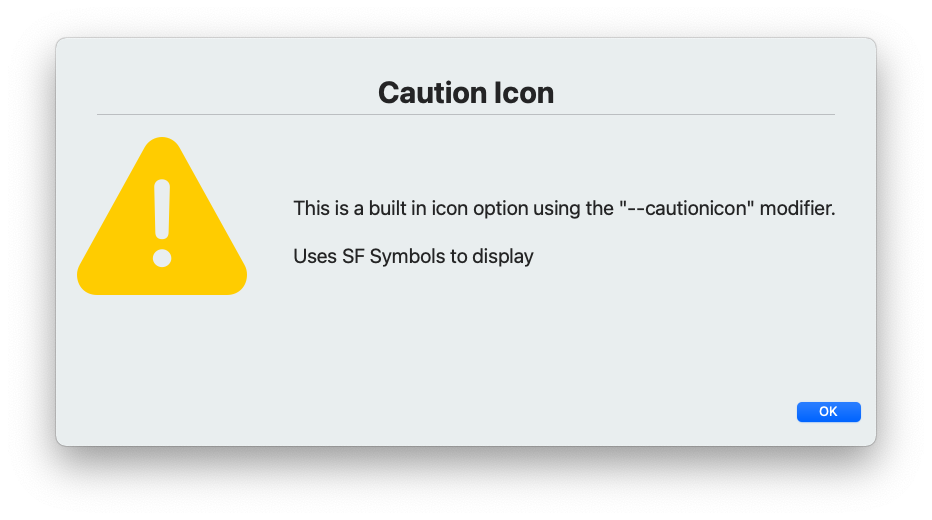 Caution Icon
This is a built in icon option using the "--cautionicon" modifier.
Uses SF Symbols to display
OK